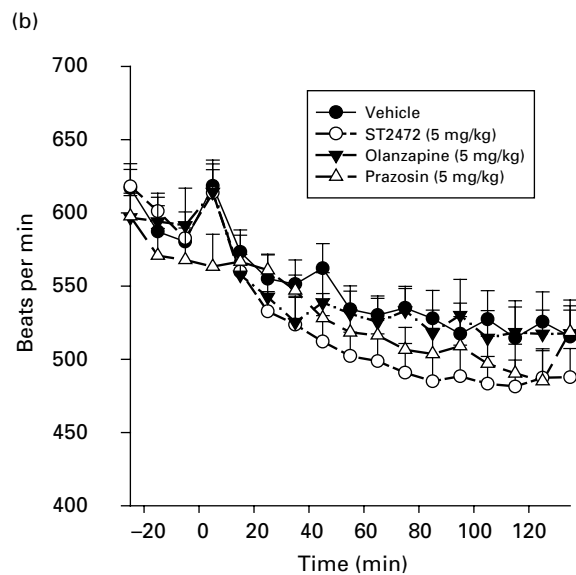 (b)
700
650
600
550
500
450
400
Beats per min
Vehicle
ST2472 (5 mg/kg)
Olanzapine (5 mg/kg)
Prazosin (5 mg/kg)
−20 0 20 40 60 80 100 120
Time (min)